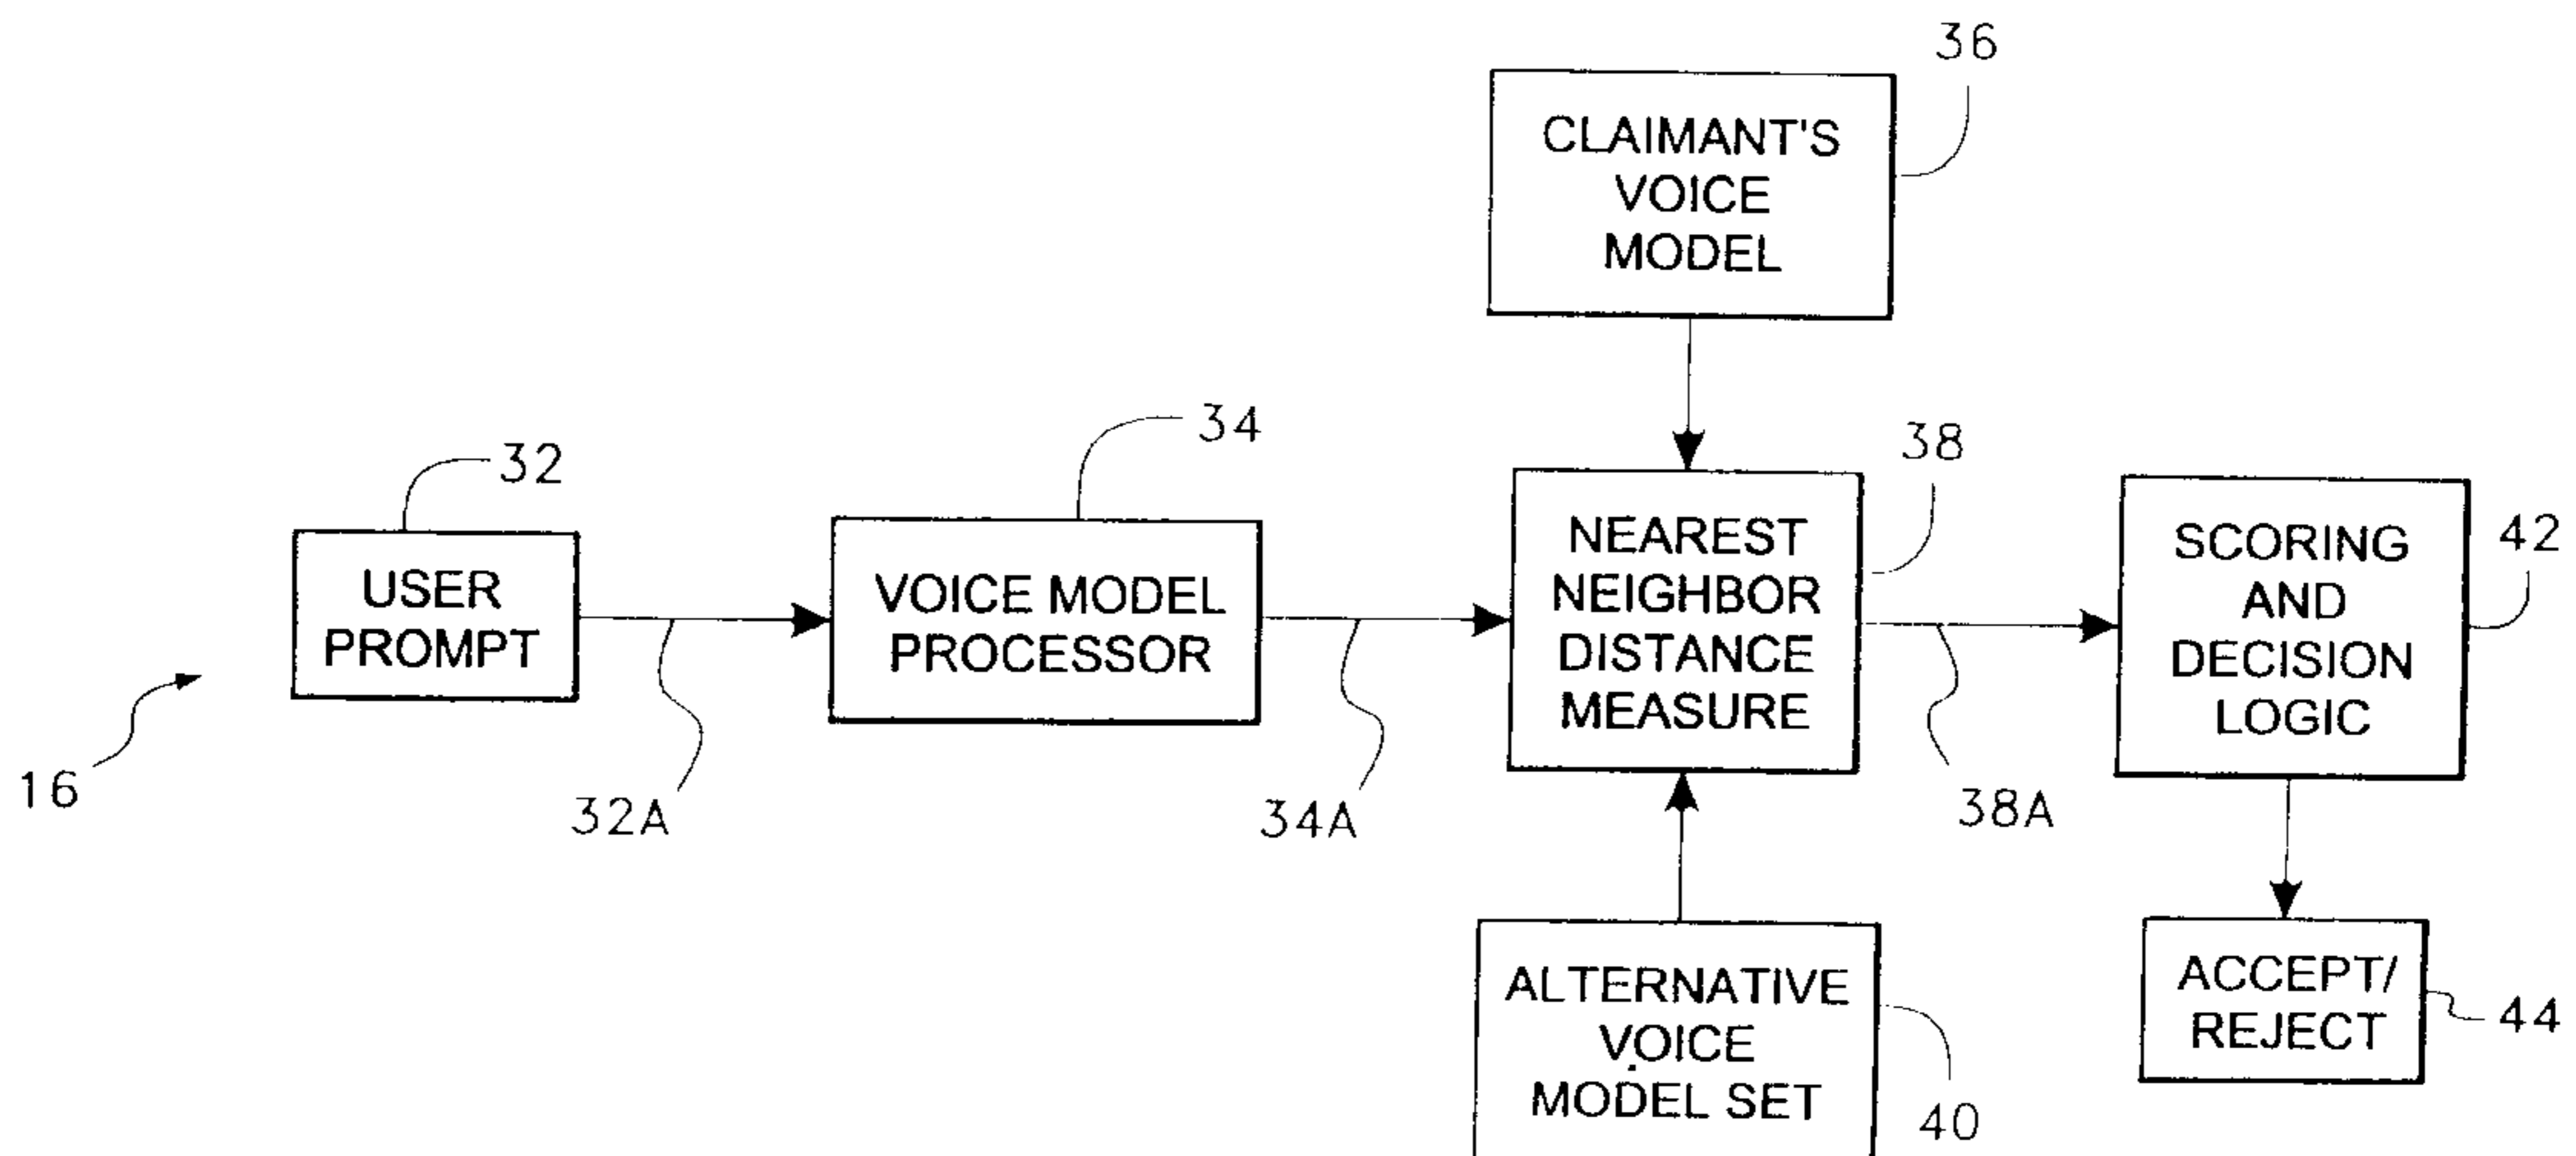 36
CLAIMANT'S
VOICE
MODEL
34
38
32
USER
PROMPT
VOICE MODEL
PROCESSOR
NEAREST
NEIGHBOR
DISTANCE
MEASURE
SCORING
AND
DECISION
LOGIC
42
16
32A
34A
38A
ALTERNATIVE
VOICE
MODEL SET
40
ACCEPT/
REJECT
44